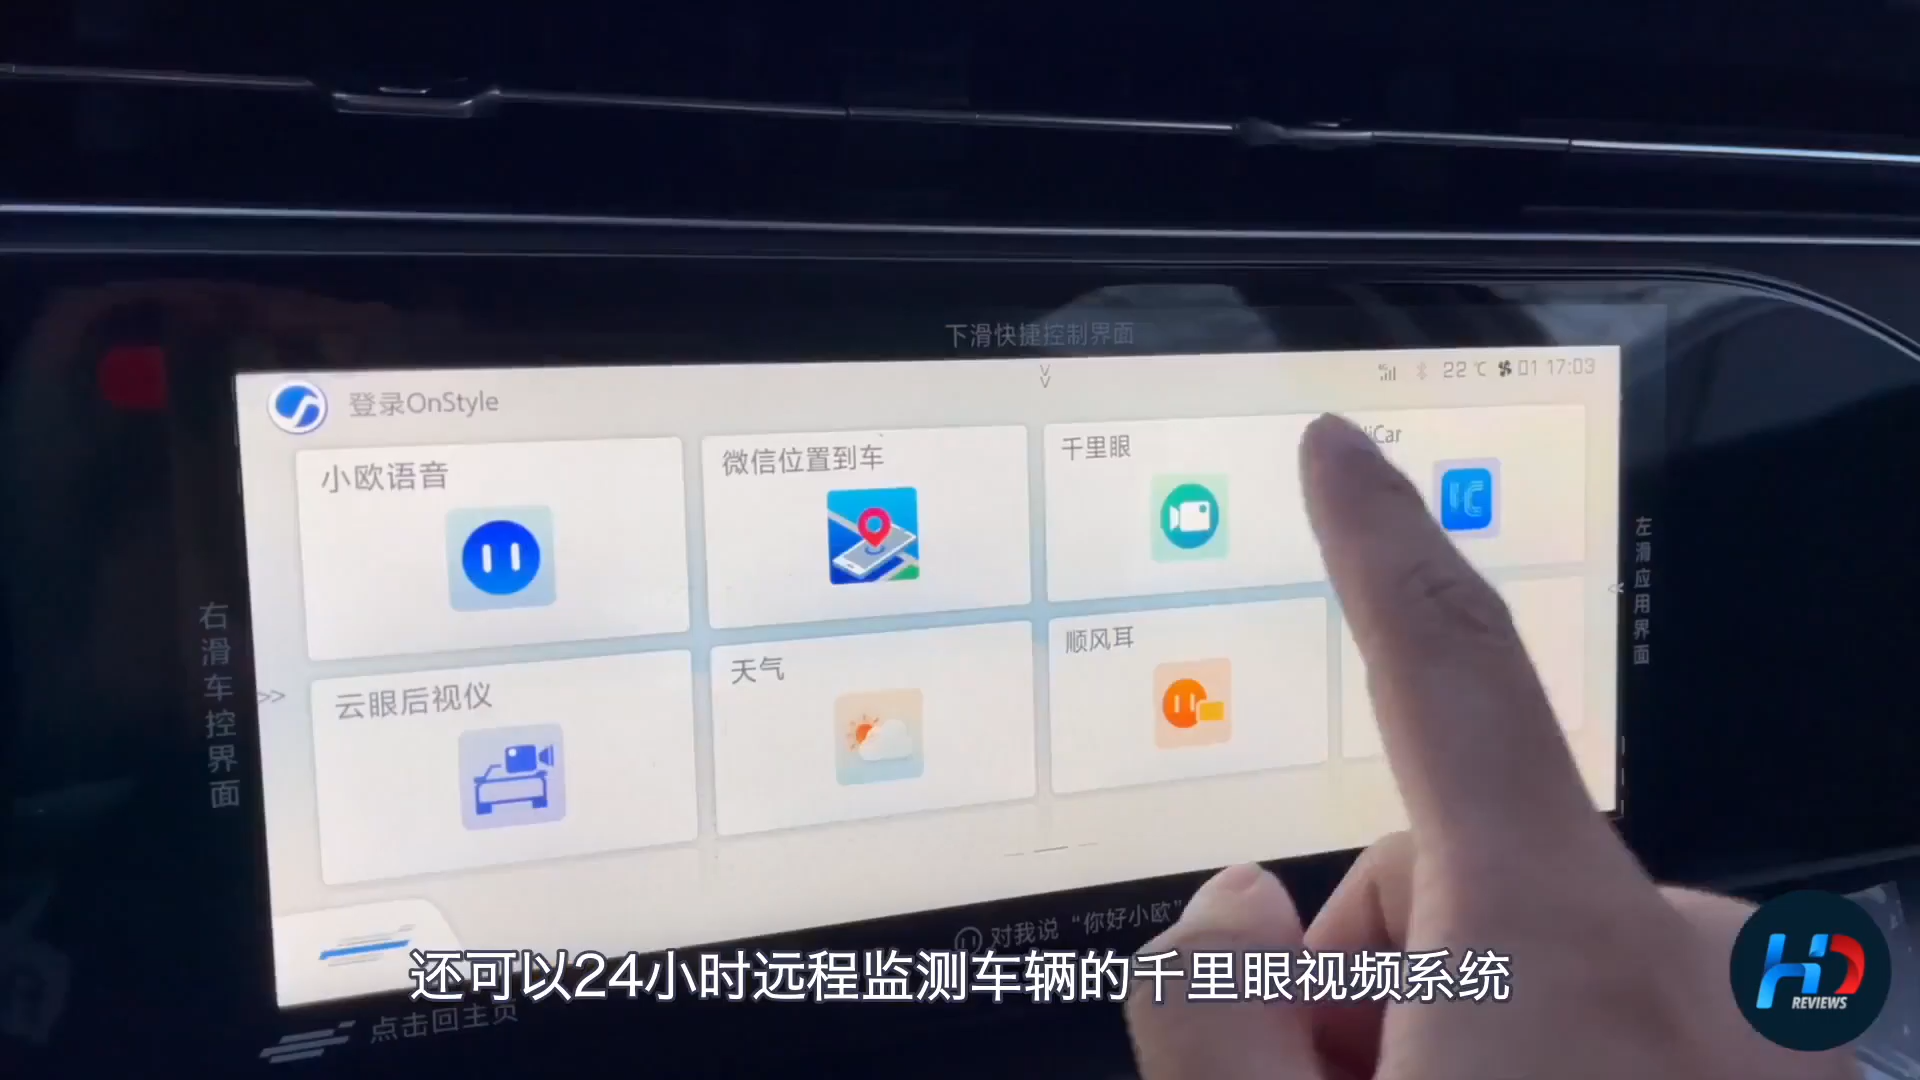 下滑快捷控制界面
登录OnStyle
22 ℃ 01 17:03
小欧语音
微信位置到车
千里眼
iCar
云眼后视仪
天气
顺风耳
右滑车控界面
左滑应用界面
对我说“你好小欧”
还可以24小时远程监测车辆的千里眼视频系统
点击回主页
HD
REVIEWS